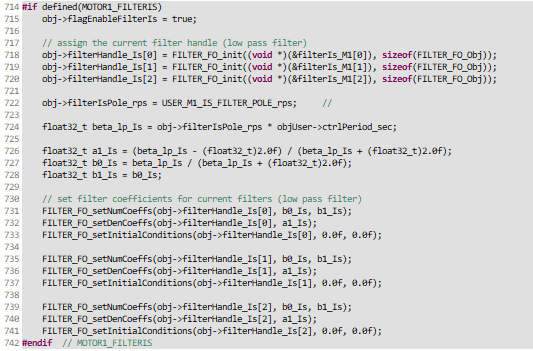 714 #if defined(MOTOR1_FILTERIS)
715 obj->flagEnableFilterIs = true;
716
717 // assign the current filter handle (low pass filter)
718 obj->filterHandle_Is[0] = FILTER_FO_init((void *)(&filterIs_M1[0]), sizeof(FILTER_FO_Obj));
719 obj->filterHandle_Is[1] = FILTER_FO_init((void *)(&filterIs_M1[1]), sizeof(FILTER_FO_Obj));
720 obj->filterHandle_Is[2] = FILTER_FO_init((void *)(&filterIs_M1[2]), sizeof(FILTER_FO_Obj));
721
722 obj->filterIsPole_rps = USER_M1_IS_FILTER_POLE_rps; //
723
724 float32_t beta_lp_Is = obj->filterIsPole_rps * objUser->ctrlPeriod_sec;
725
726 float32_t a1_Is = (beta_lp_Is - (float32_t)2.0f) / (beta_lp_Is + (float32_t)2.0f);
727 float32_t b0_Is = beta_lp_Is / (beta_lp_Is + (float32_t)2.0f);
728 float32_t b1_Is = b0_Is;
729
730 // set filter coefficients for current filters (low pass filter)
731 FILTER_FO_setNumCoeffs(obj->filterHandle_Is[0], b0_Is, b1_Is);
732 FILTER_FO_setDenCoeffs(obj->filterHandle_Is[0], a1_Is);
733 FILTER_FO_setInitialConditions(obj->filterHandle_Is[0], 0.0f, 0.0f);
734
735 FILTER_FO_setNumCoeffs(obj->filterHandle_Is[1], b0_Is, b1_Is);
736 FILTER_FO_setDenCoeffs(obj->filterHandle_Is[1], a1_Is);
737 FILTER_FO_setInitialConditions(obj->filterHandle_Is[1], 0.0f, 0.0f);
738
739 FILTER_FO_setNumCoeffs(obj->filterHandle_Is[2], b0_Is, b1_Is);
740 FILTER_FO_setDenCoeffs(obj->filterHandle_Is[2], a1_Is);
741 FILTER_FO_setInitialConditions(obj->filterHandle_Is[2], 0.0f, 0.0f);
742 #endif // MOTOR1_FILTERIS